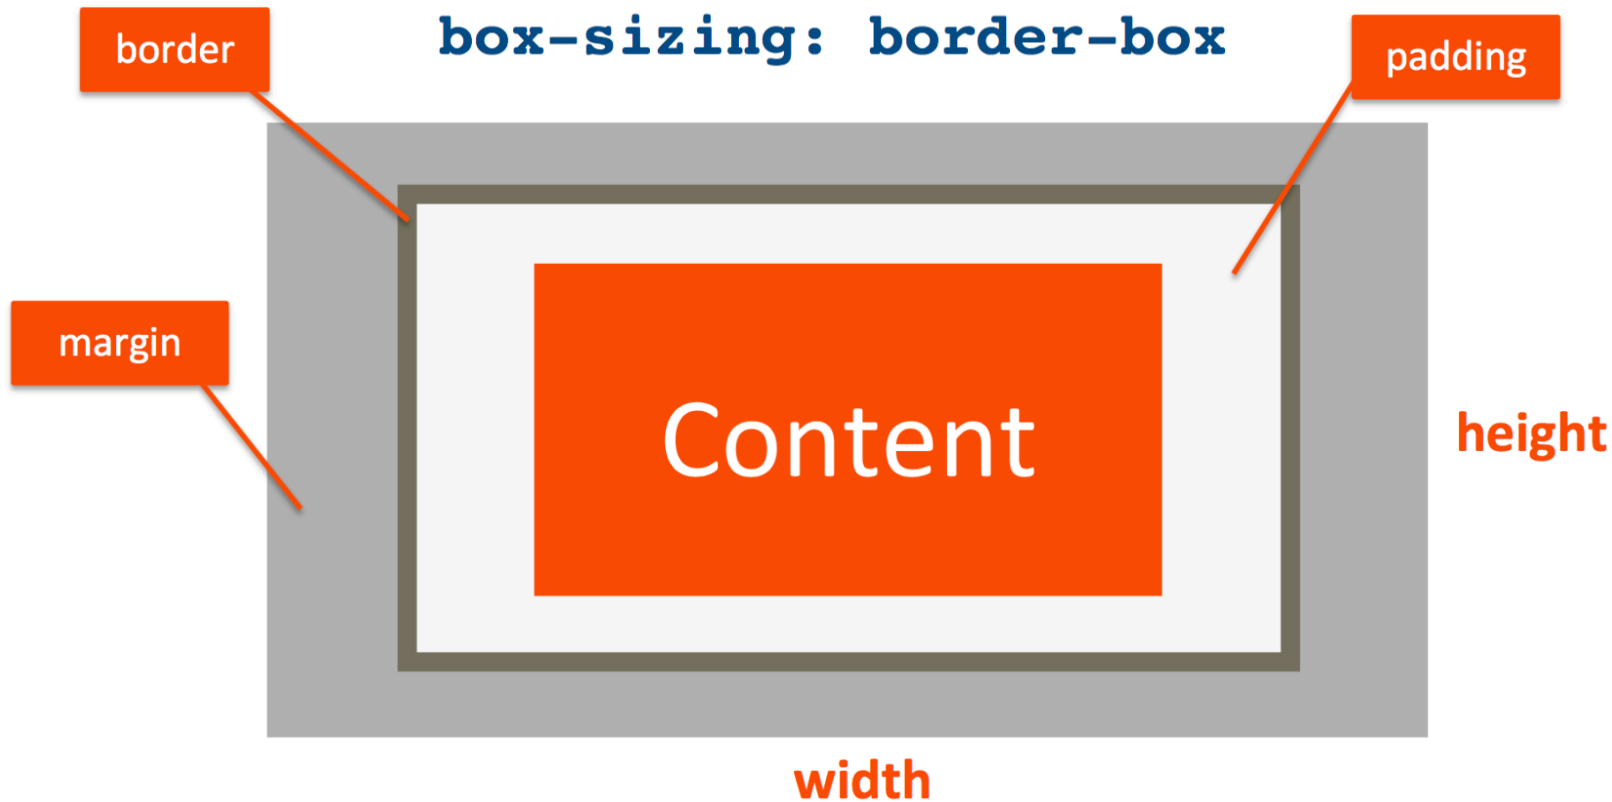 border
box-sizing: border-box
padding
margin
Content
height
width